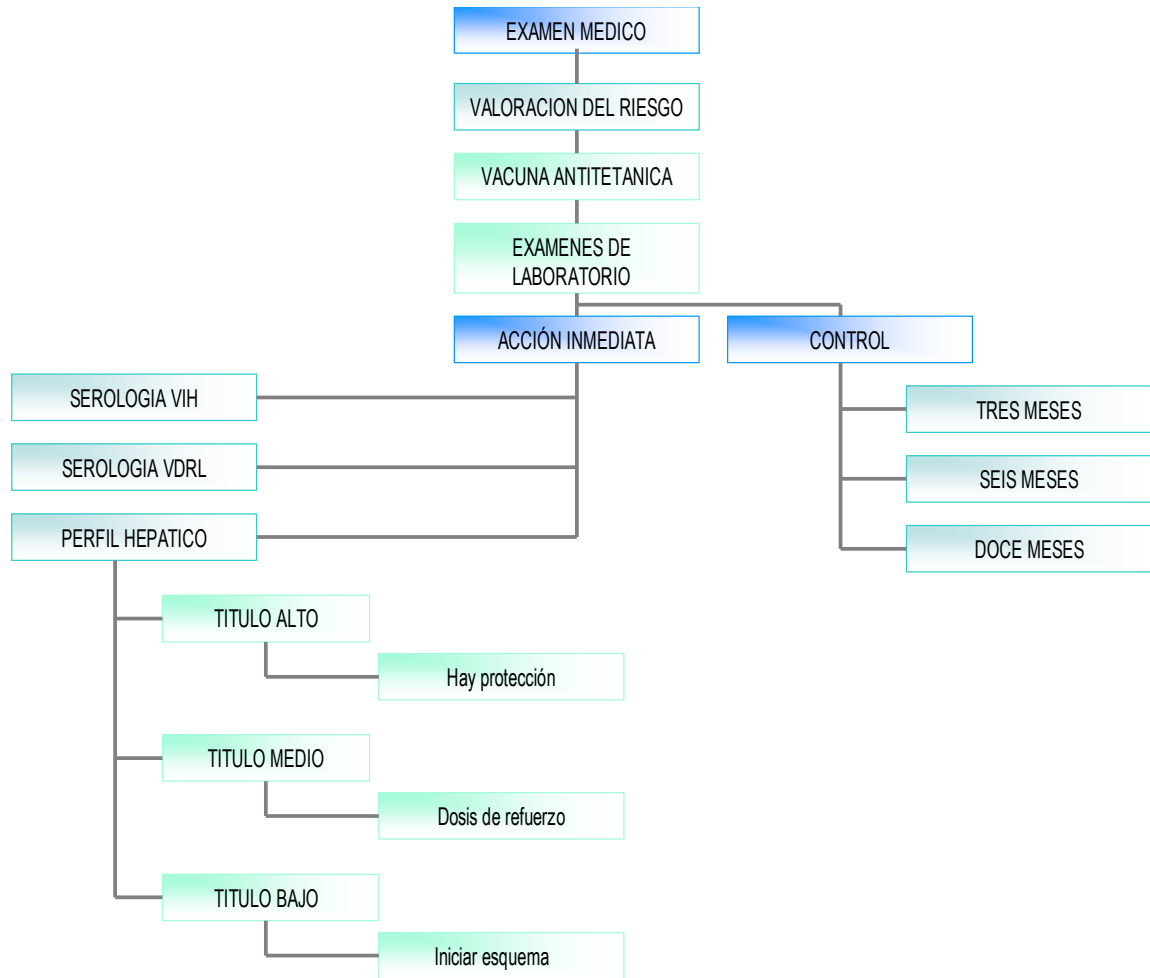 EXAMEN MEDICO
VALORACION DEL RIESGO
VACUNA ANTITETANICA
EXAMENES DE
LABORATORIO
ACCIÓN INMEDIATA
CONTROL
SEROLOGIA VIH
TRES MESES
SEROLOGIA VDRL
SEIS MESES
PERFIL HEPATICO
DOCE MESES
TITULO ALTO
Hay protección
TITULO MEDIO
Dosis de refuerzo
TITULO BAJO
Iniciar esquema